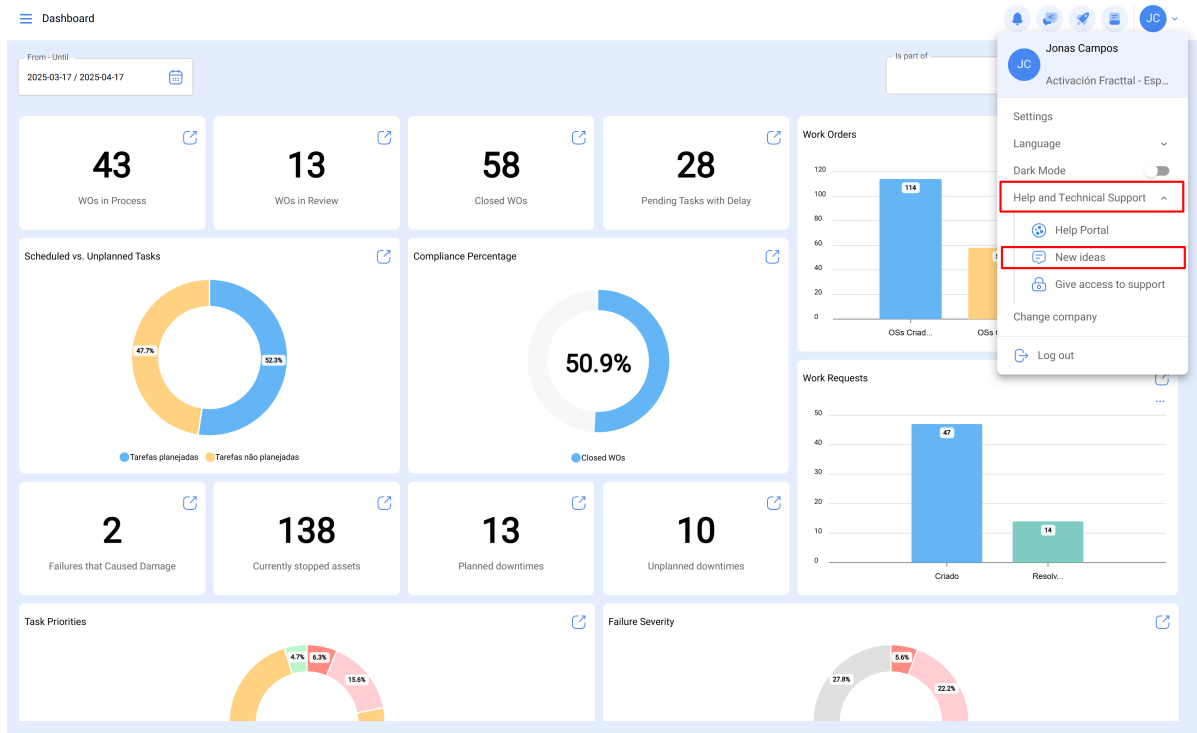 Dashboard
JC
From - Until
2025-03-17 / 2025-04-17
Is part of
JC
Jonas Campos
Activación Fracttal - Esp...
Settings
Language
Dark Mode
Help and Technical Support
Help Portal
New ideas
Give access to support
Change company
Log out
43
WOs in Process
13
WOs in Review
58
Closed WOs
28
Pending Tasks with Delay
Work Orders
120
100
80
60
40
20
0
114
OSs Criad...
OSs
Scheduled vs. Unplanned Tasks
47.7%
52.3%
Tarefas planejadas
Tarefas não planejadas
Compliance Percentage
50.9%
Closed WOs
Work Requests
...
50
40
30
20
10
0
47
14
Criado
Resolv...
2
Failures that Caused Damage
138
Currently stopped assets
13
Planned downtimes
10
Unplanned downtimes
Task Priorities
4.7%
6.3%
15.6%
Failure Severity
5.6%
27.8%
22.2%